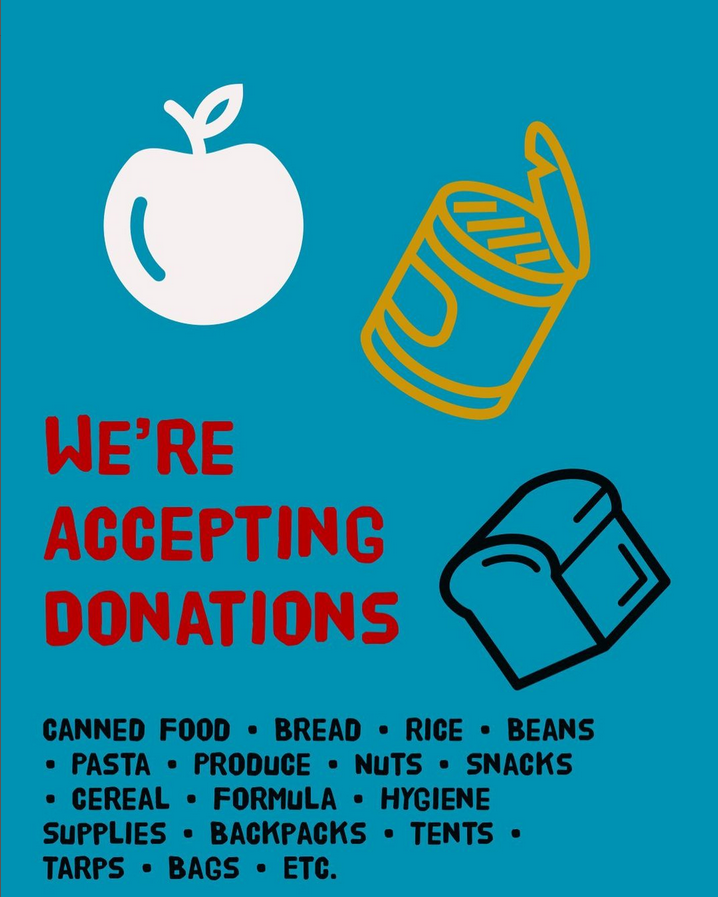 WE'RE
ACCEPTING
DONATIONS
CANNED FOOD • BREAD • RICE • BEANS
• PASTA • PRODUCE • NUTS • SNACKS
• CEREAL • FORMULA • HYGIENE
SUPPLIES • BACKPACKS • TENTS •
TARPS • BAGS • ETC.